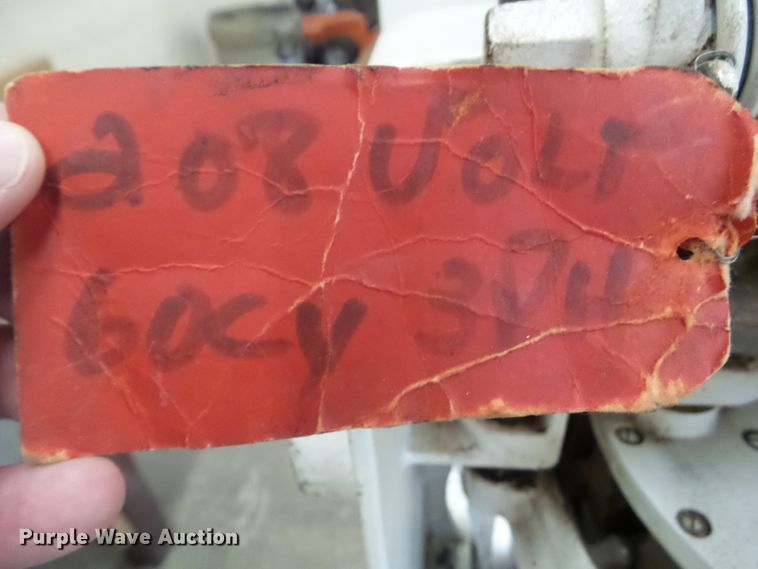 208 VOLT
60CY 3PH
Purple Wave Auction